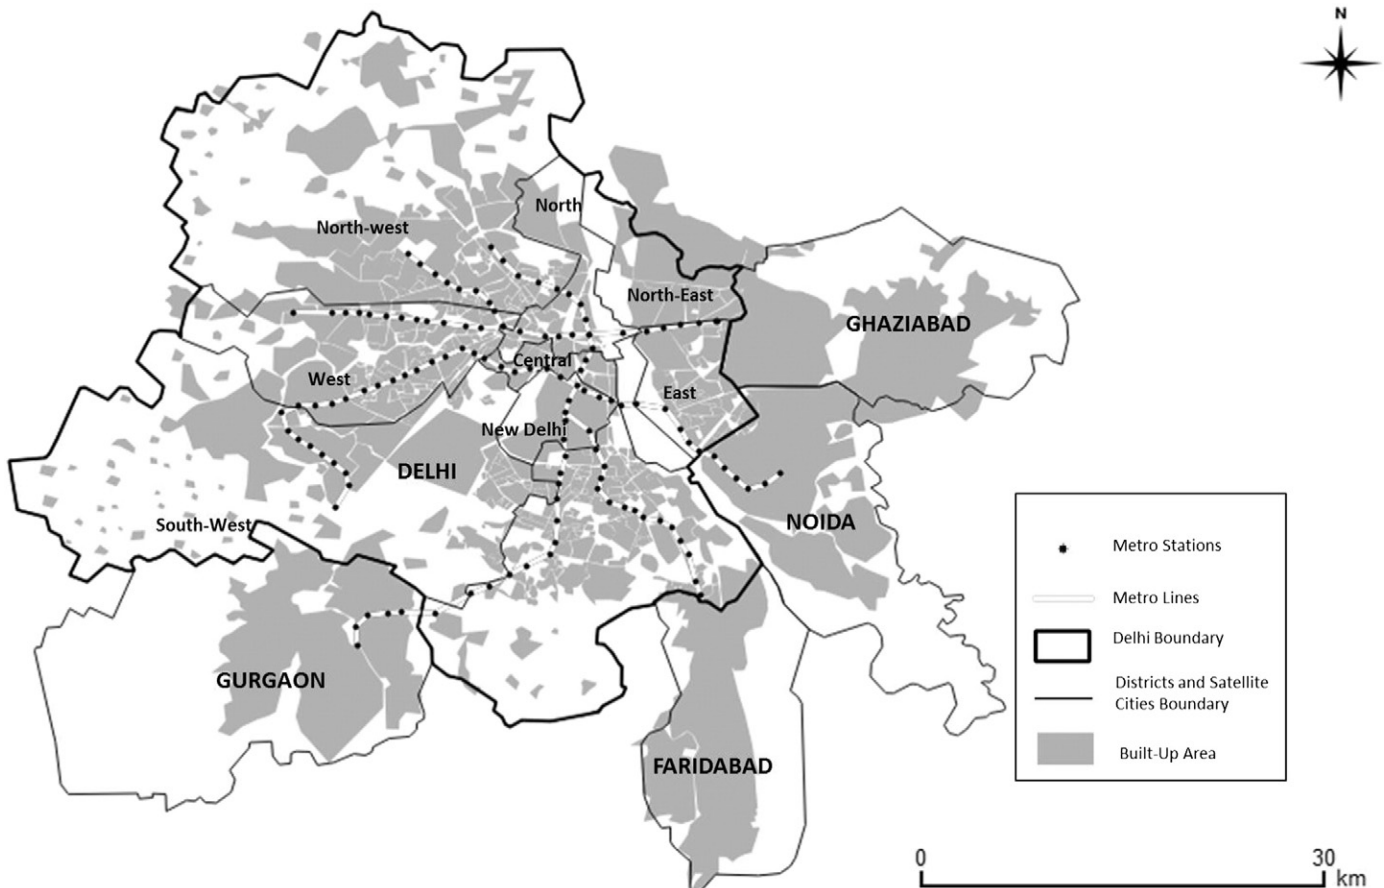 N
North
North-west
North-East
GHAZIABAD
Central
West
East
New Delhi
DELHI
South-West
NOIDA
GURGAON
FARIDABAD
Metro Stations
Metro Lines
Delhi Boundary
Districts and Satellite
Cities Boundary
Built-Up Area
0
30
km